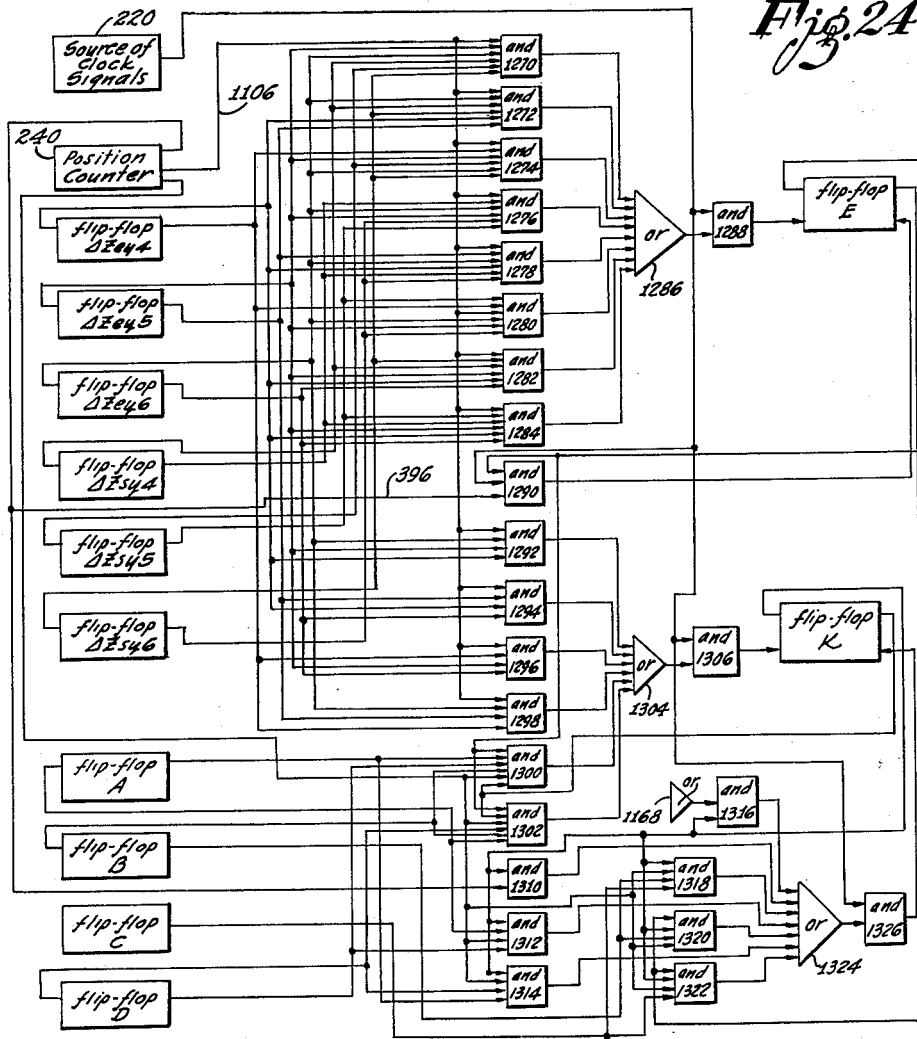 Fig. 24
220
Source of
Clock
Signals
1106
240
Position
Counter
flip-flop
ΔZey4
flip-flop
ΔZey5
flip-flop
ΔZey6
flip-flop
ΔZsy4
flip-flop
ΔZsy5
flip-flop
ΔZsy6
396
flip-flop
A
flip-flop
B
flip-flop
C
flip-flop
D
and
1270
and
1272
and
1274
and
1276
and
1278
and
1280
and
1282
and
1284
and
1290
and
1292
and
1294
and
1296
and
1298
and
1300
and
1302
and
1310
and
1312
and
1314
or
1286
and
1288
flip-flop
E
or
1304
and
1306
flip-flop
K
or
1168
and
1316
and
1318
and
1320
and
1322
or
1324
and
1326